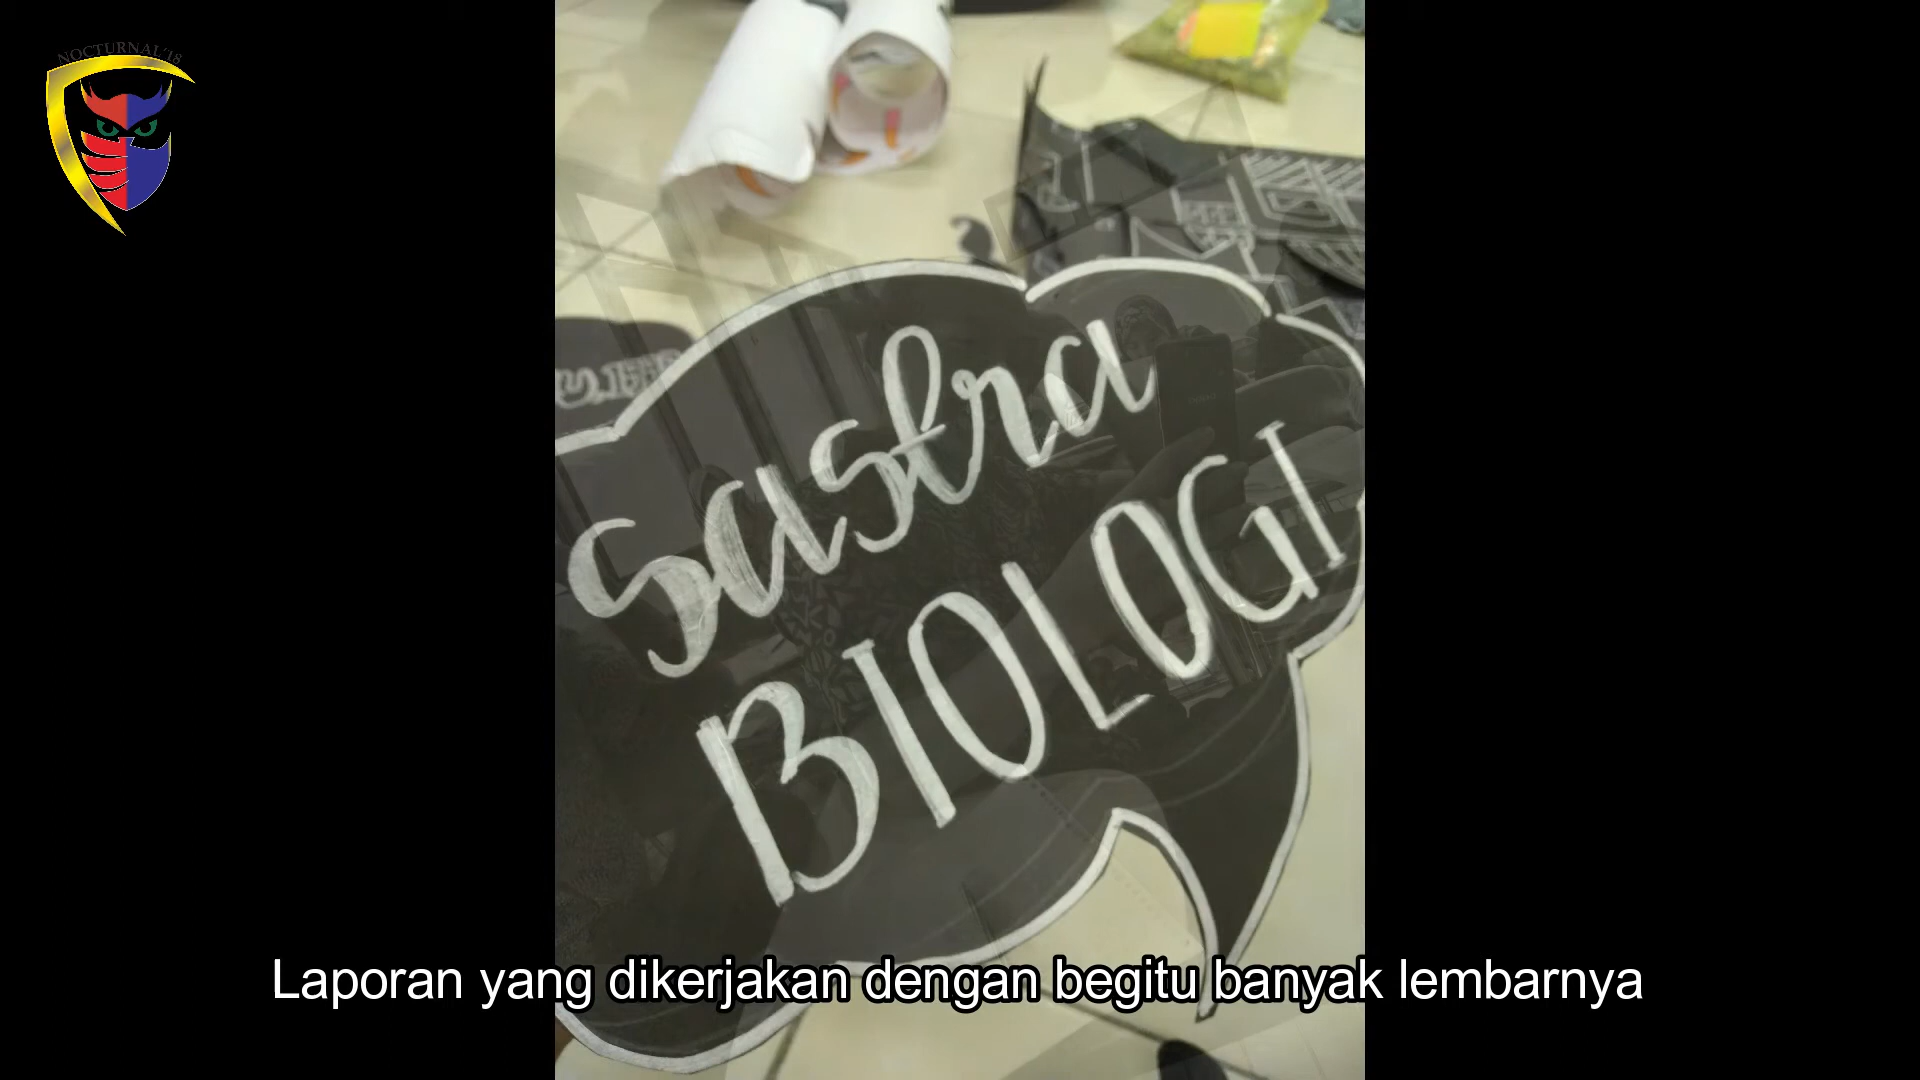 NOCTURNAL'18
sastra
BIOLOGI
Laporan yang dikerjakan dengan begitu banyak lembarnya